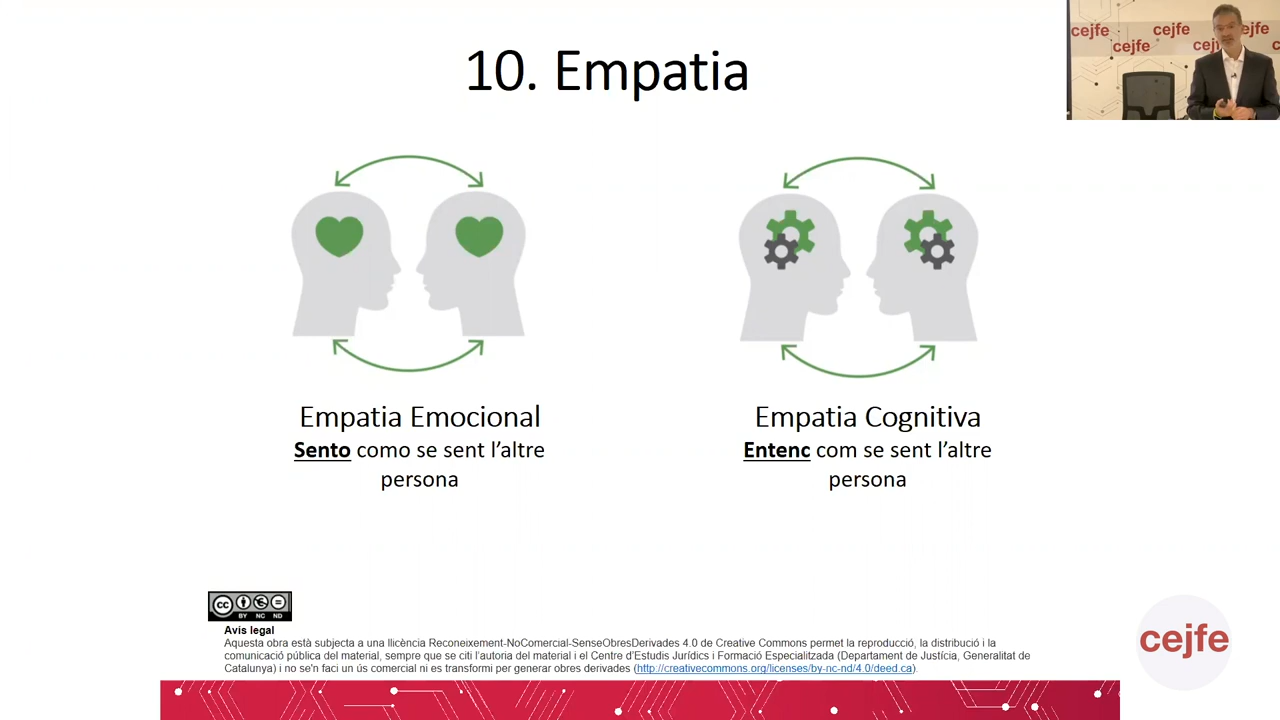 10. Empatia
cejfe
cejfe
cejfe
cejfe
Empatia Emocional
Sento como se sent l’altre
persona
Empatia Cognitiva
Entenc com se sent l’altre
persona
cc
BY NC ND
Avis legal
Aquesta obra està subjecta a una llicència Reconeixement-NoComercial-SenseObresDerivades 4.0 de Creative Commons permet la reproducció, la distribució i la
comunicació pública del material, sempre que se citi l’autoria del material i el Centre d’Estudis Jurídics i Formació Especialitzada (Departament de Justícia, Generalitat de
Catalunya) i no se'n faci un ús comercial ni es transformi per generar obres derivades (http://creativecommons.org/licenses/by-nc-nd/4.0/deed.ca).
cejfe